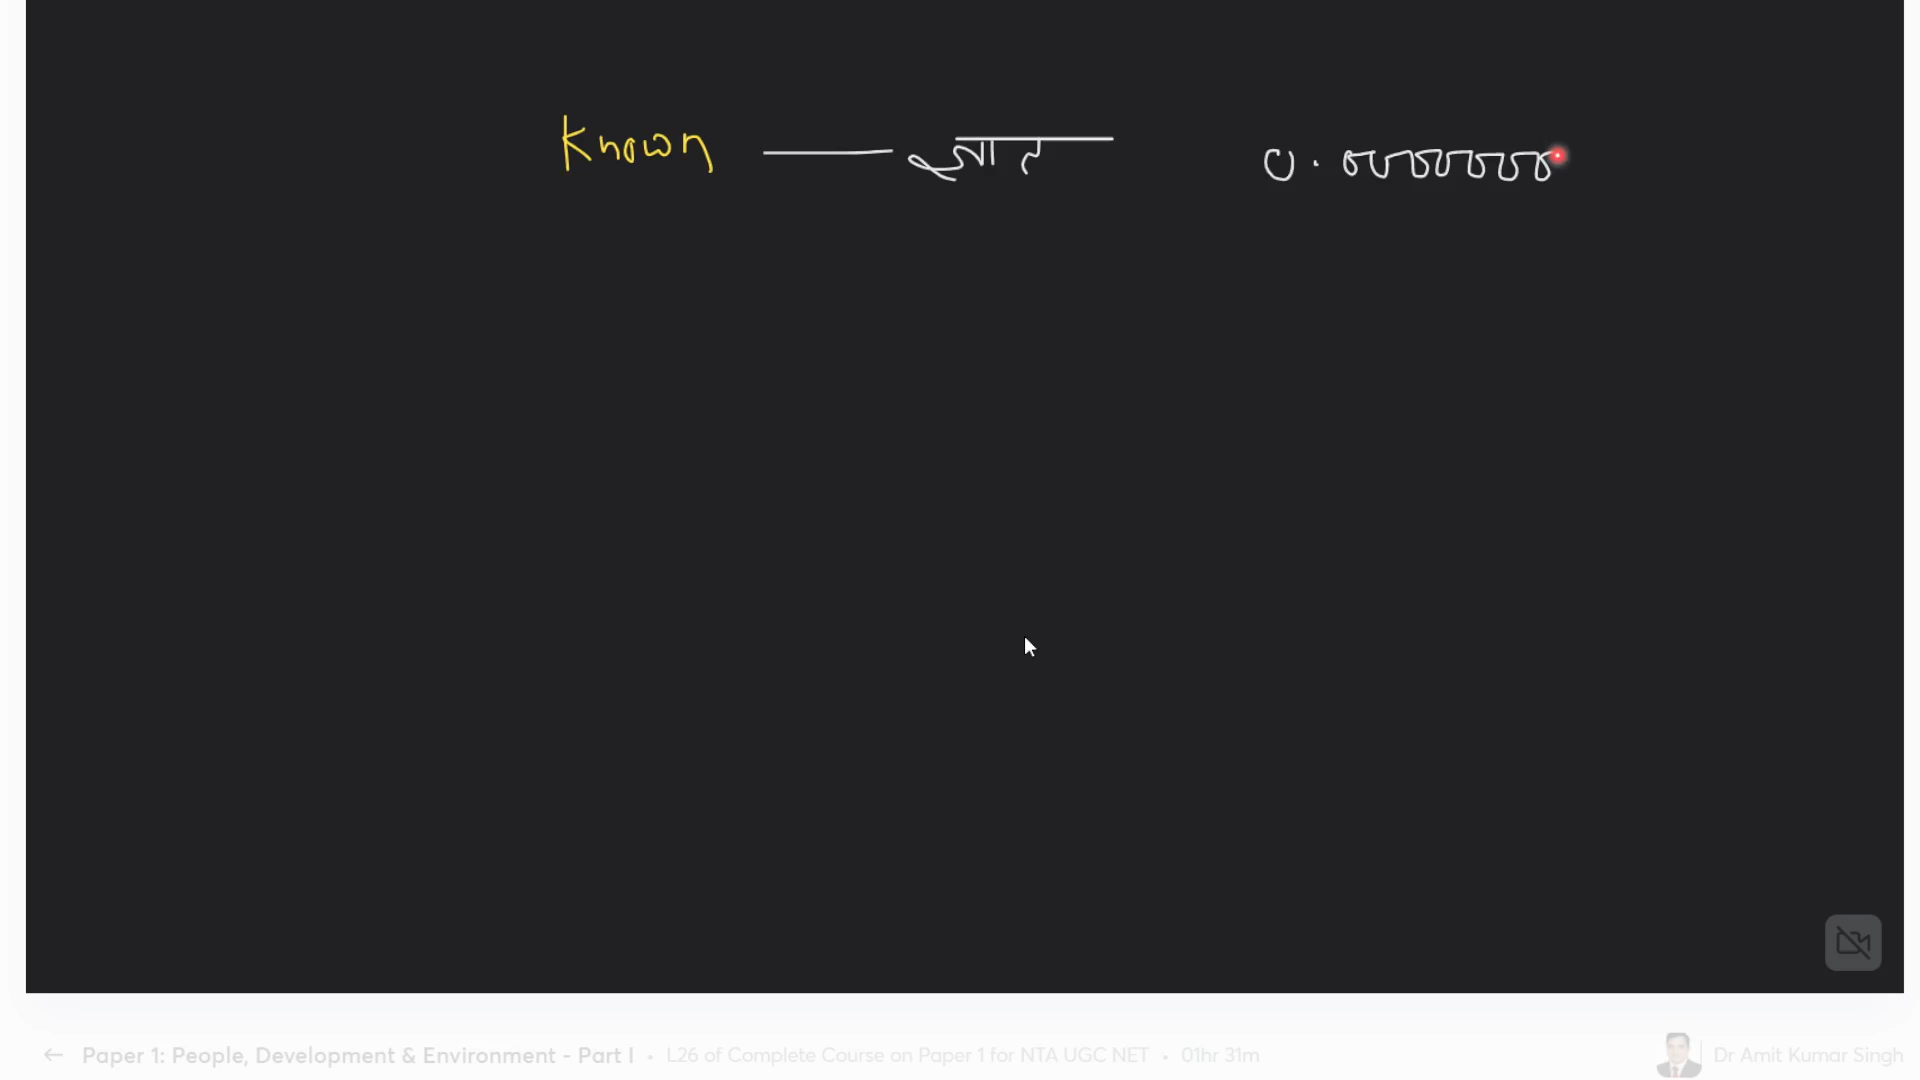 Known — ज्ञात 0.00000000
← Paper 1: People, Development & Environment - Part I • L26 of Complete Course on Paper 1 for NTA UGC NET • 01hr 31m Dr Amit Kumar Singh